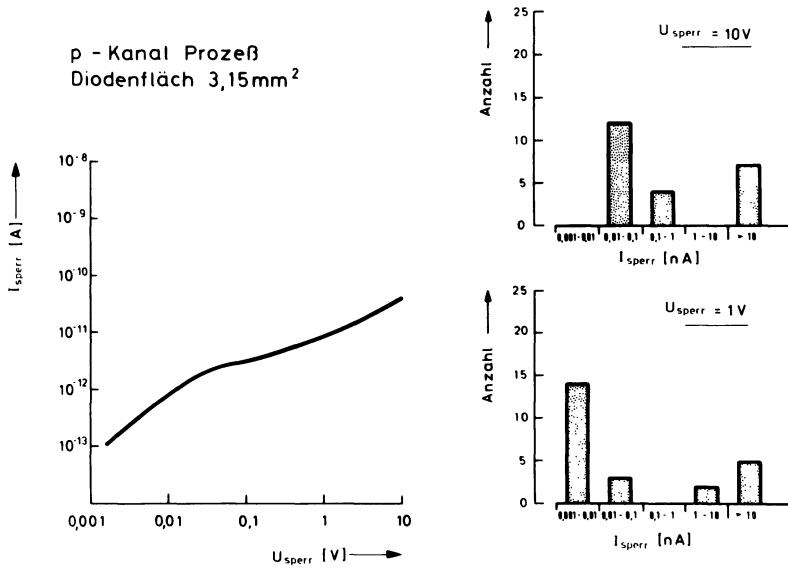 p - Kanal Prozeß
Diodenfläch 3,15mm²
I sperr [A]
10⁻⁸
10⁻⁹
10⁻¹⁰
10⁻¹¹
10⁻¹²
10⁻¹³
0,001 0,01 0,1 1 10
U sperr [V]
U sperr = 10V
Anzahl
25
20
15
10
5
0
0,001-0,01 0,01-0,1 0,1-1 1-10 > 10
I sperr [nA]
U sperr = 1V
Anzahl
25
20
15
10
5
0
0,001-0,01 0,01-0,1 0,1-1 1-10 > 10
I sperr [nA]